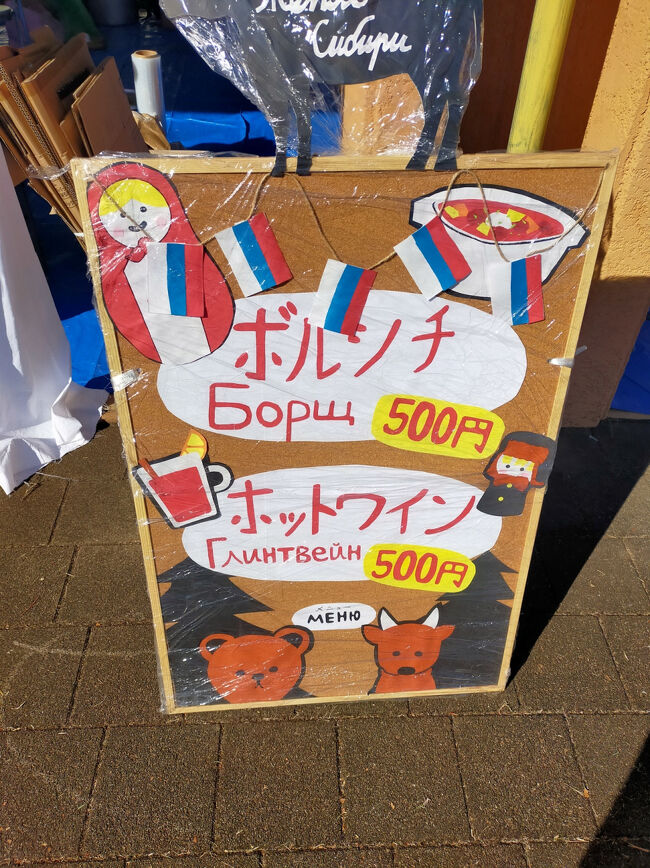 Сибири
ボルシチ
Борщ
500円
ホットワイン
Глинтвейн
500円
メニュー
МЕНЮ